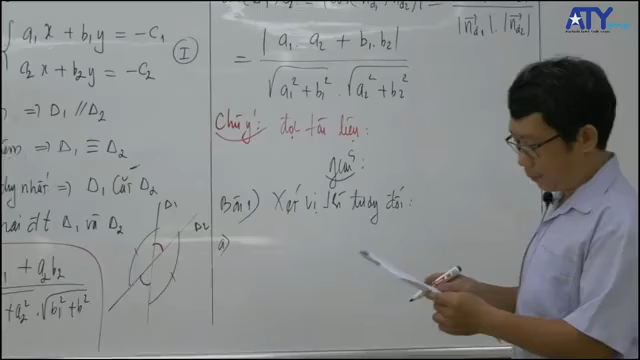 a₁x + b₁y = -c₁
(I)
a₂x + b₂y = -c₂
⇒ D₁ // D₂
⇒ D₁ ≡ D₂
nhất ⇒ D₁ cắt D₂
hai đt Δ₁ và Δ₂
D₁
D₂
|a₁ . a₂ + b₁ . b₂|
√a₁² + b₁² . √a₂² + b₂²
|n⃗d₁| . |n⃗d₂|
Chú ý: đọc tài liệu:
giải:
Bài 1) Xét vị trí tương đối:
a)
ATY